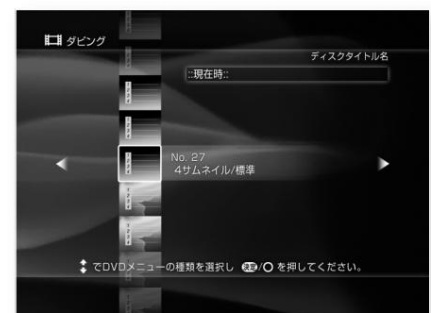 ダビング
ディスクタイトル名
::現在時::
No. 27
4サムネイル/標準
でDVDメニューの種類を選択し 決定/○ を押してください。